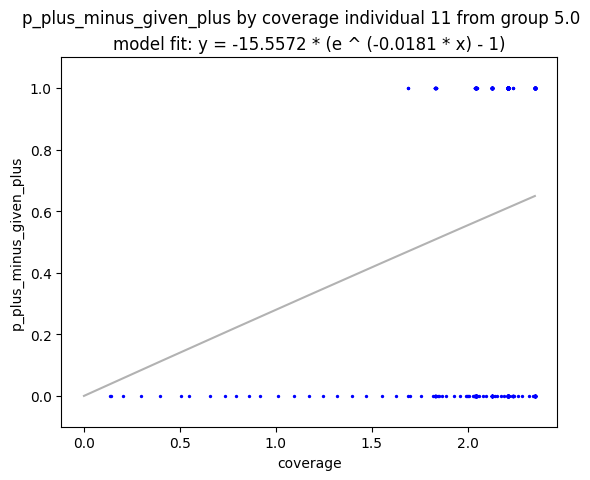 p_plus_minus_given_plus by coverage individual 11 from group 5.0
model fit: y = -15.5572 * (e ^ (-0.0181 * x) - 1)
1.0
0.8
0.6
0.4
0.2
0.0
p_plus_minus_given_plus
0.0 0.5 1.0 1.5 2.0
coverage